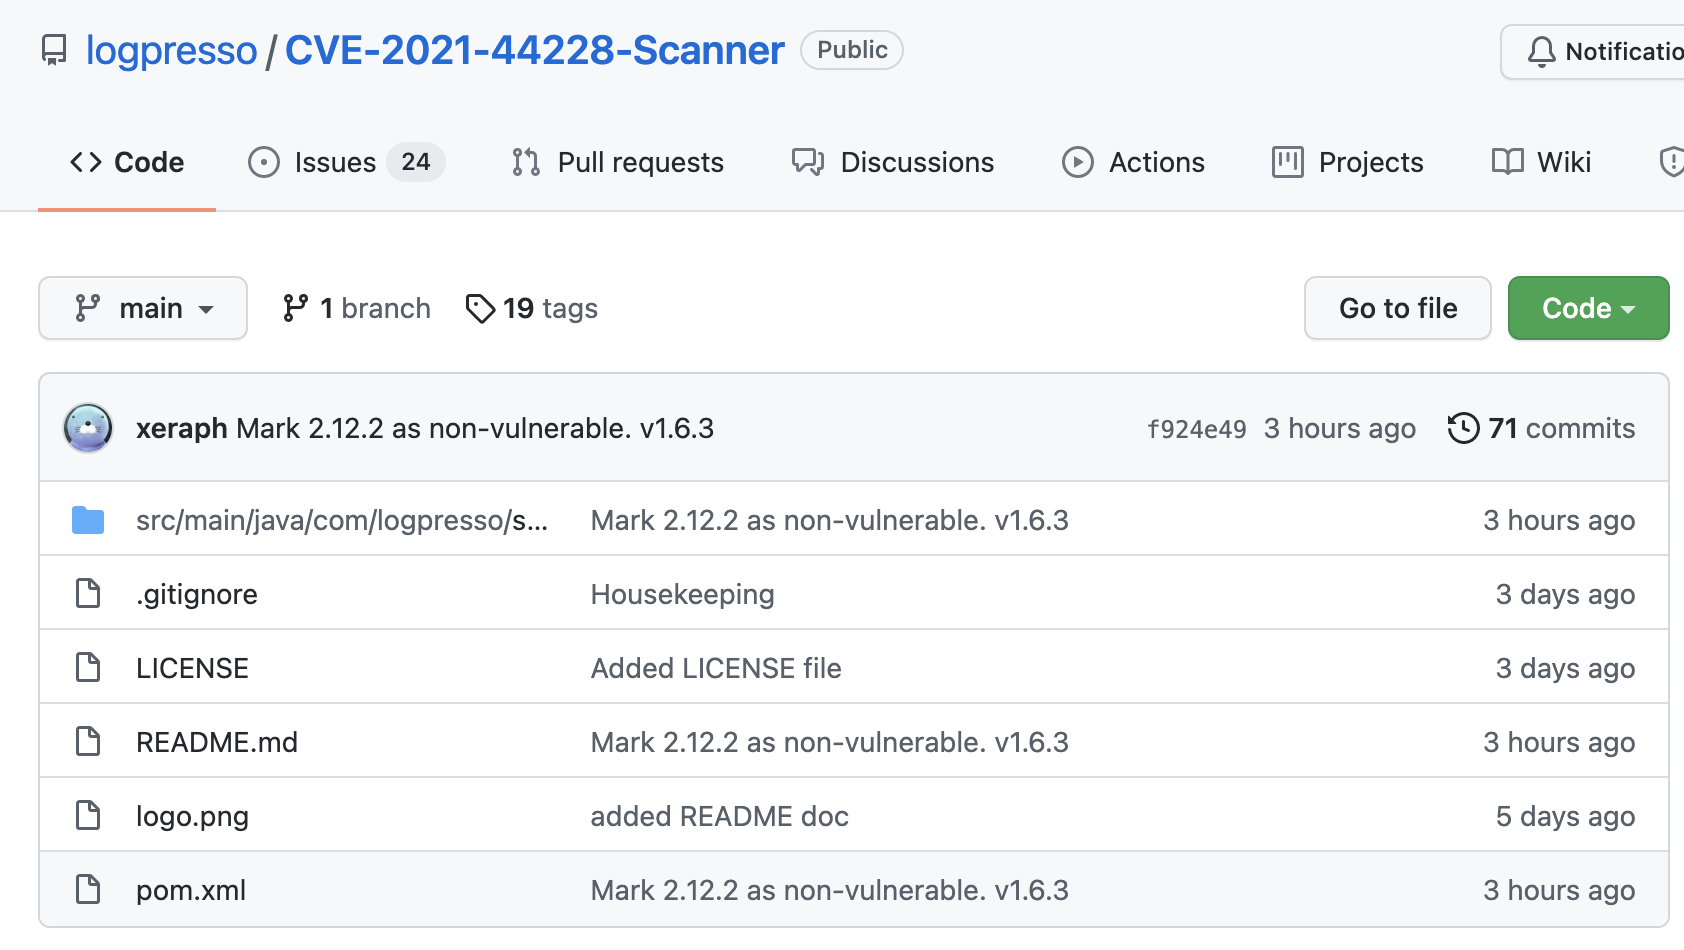 logpresso / CVE-2021-44228-Scanner Public Notificatio
Code Issues 24 Pull requests Discussions Actions Projects Wiki
main 1 branch 19 tags Go to file Code
xeraph Mark 2.12.2 as non-vulnerable. v1.6.3 f924e49 3 hours ago 71 commits
src/main/java/com/logpresso/s... Mark 2.12.2 as non-vulnerable. v1.6.3 3 hours ago
.gitignore Housekeeping 3 days ago
LICENSE Added LICENSE file 3 days ago
README.md Mark 2.12.2 as non-vulnerable. v1.6.3 3 hours ago
logo.png added README doc 5 days ago
pom.xml Mark 2.12.2 as non-vulnerable. v1.6.3 3 hours ago